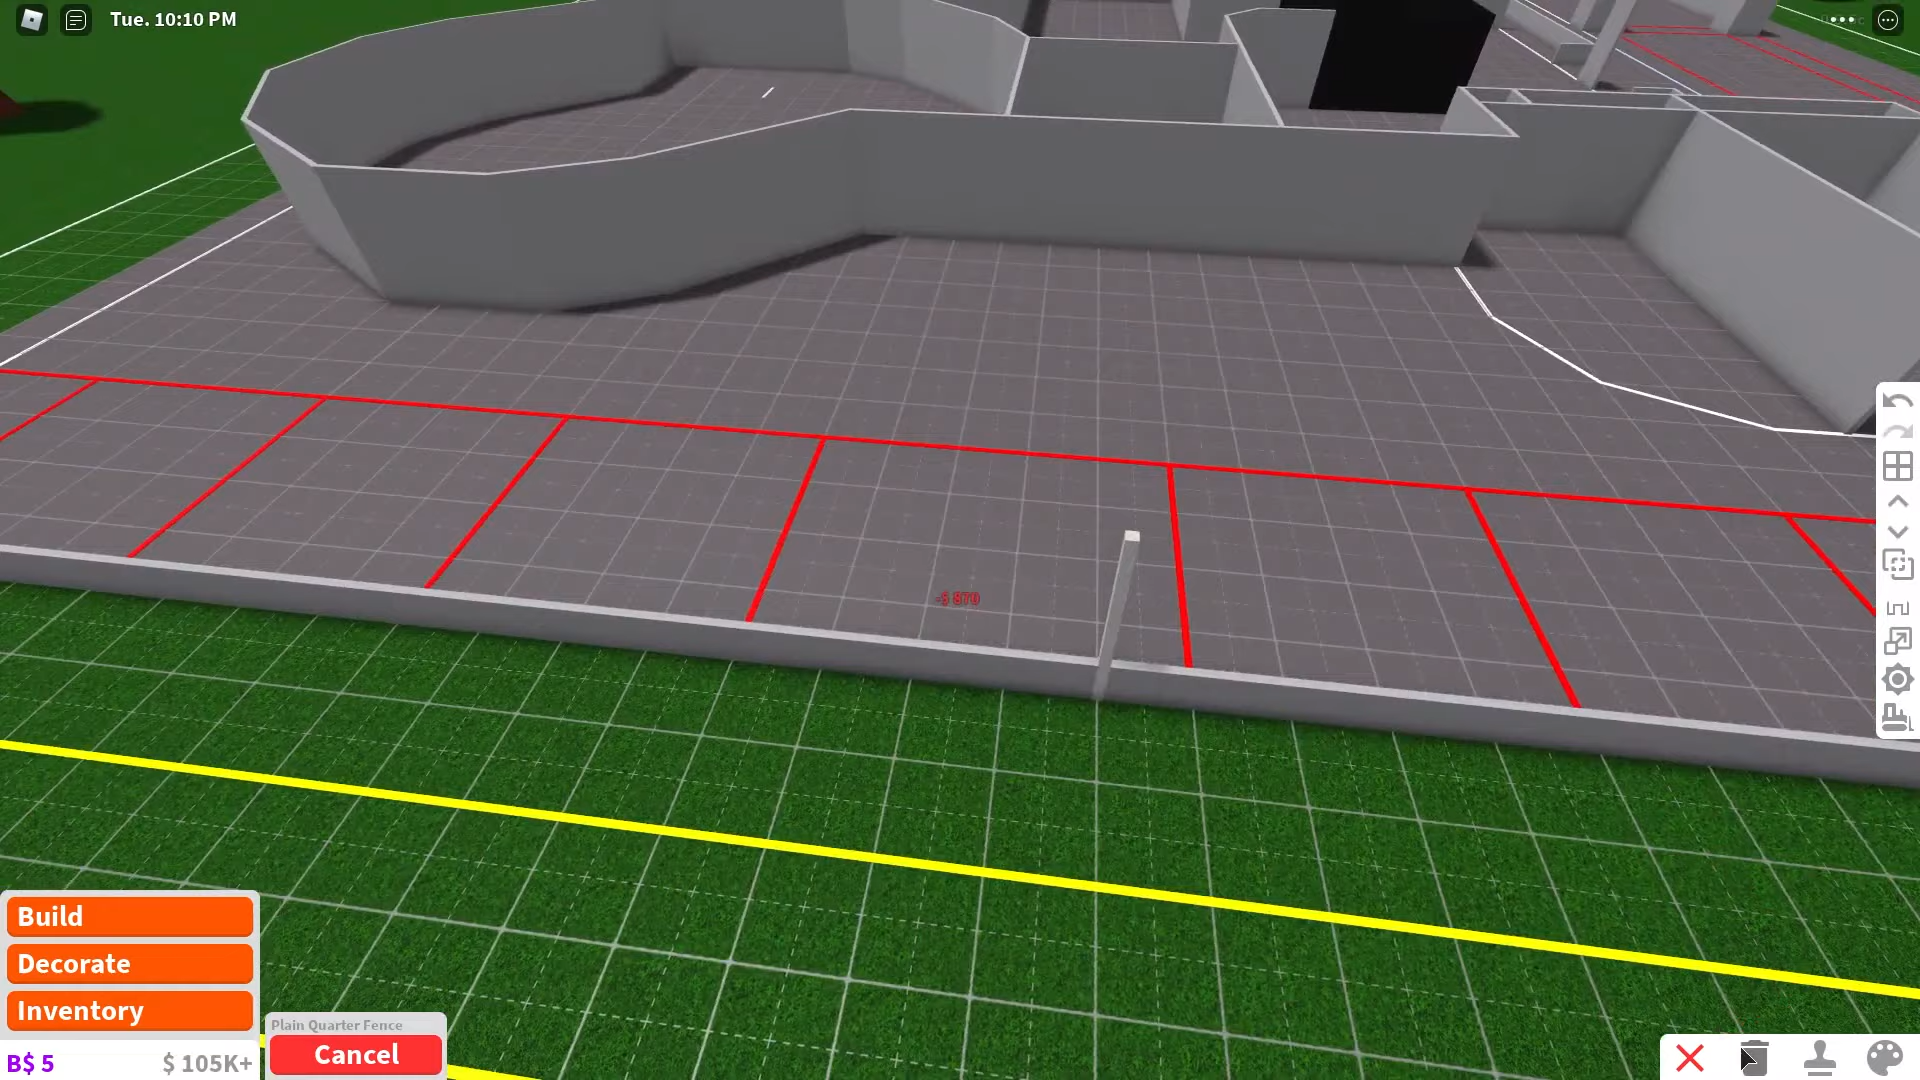 Tue. 10:10 PM
-$ 870
Build
Decorate
Inventory
Plain Quarter Fence
Cancel
B$ 5
$ 105K+